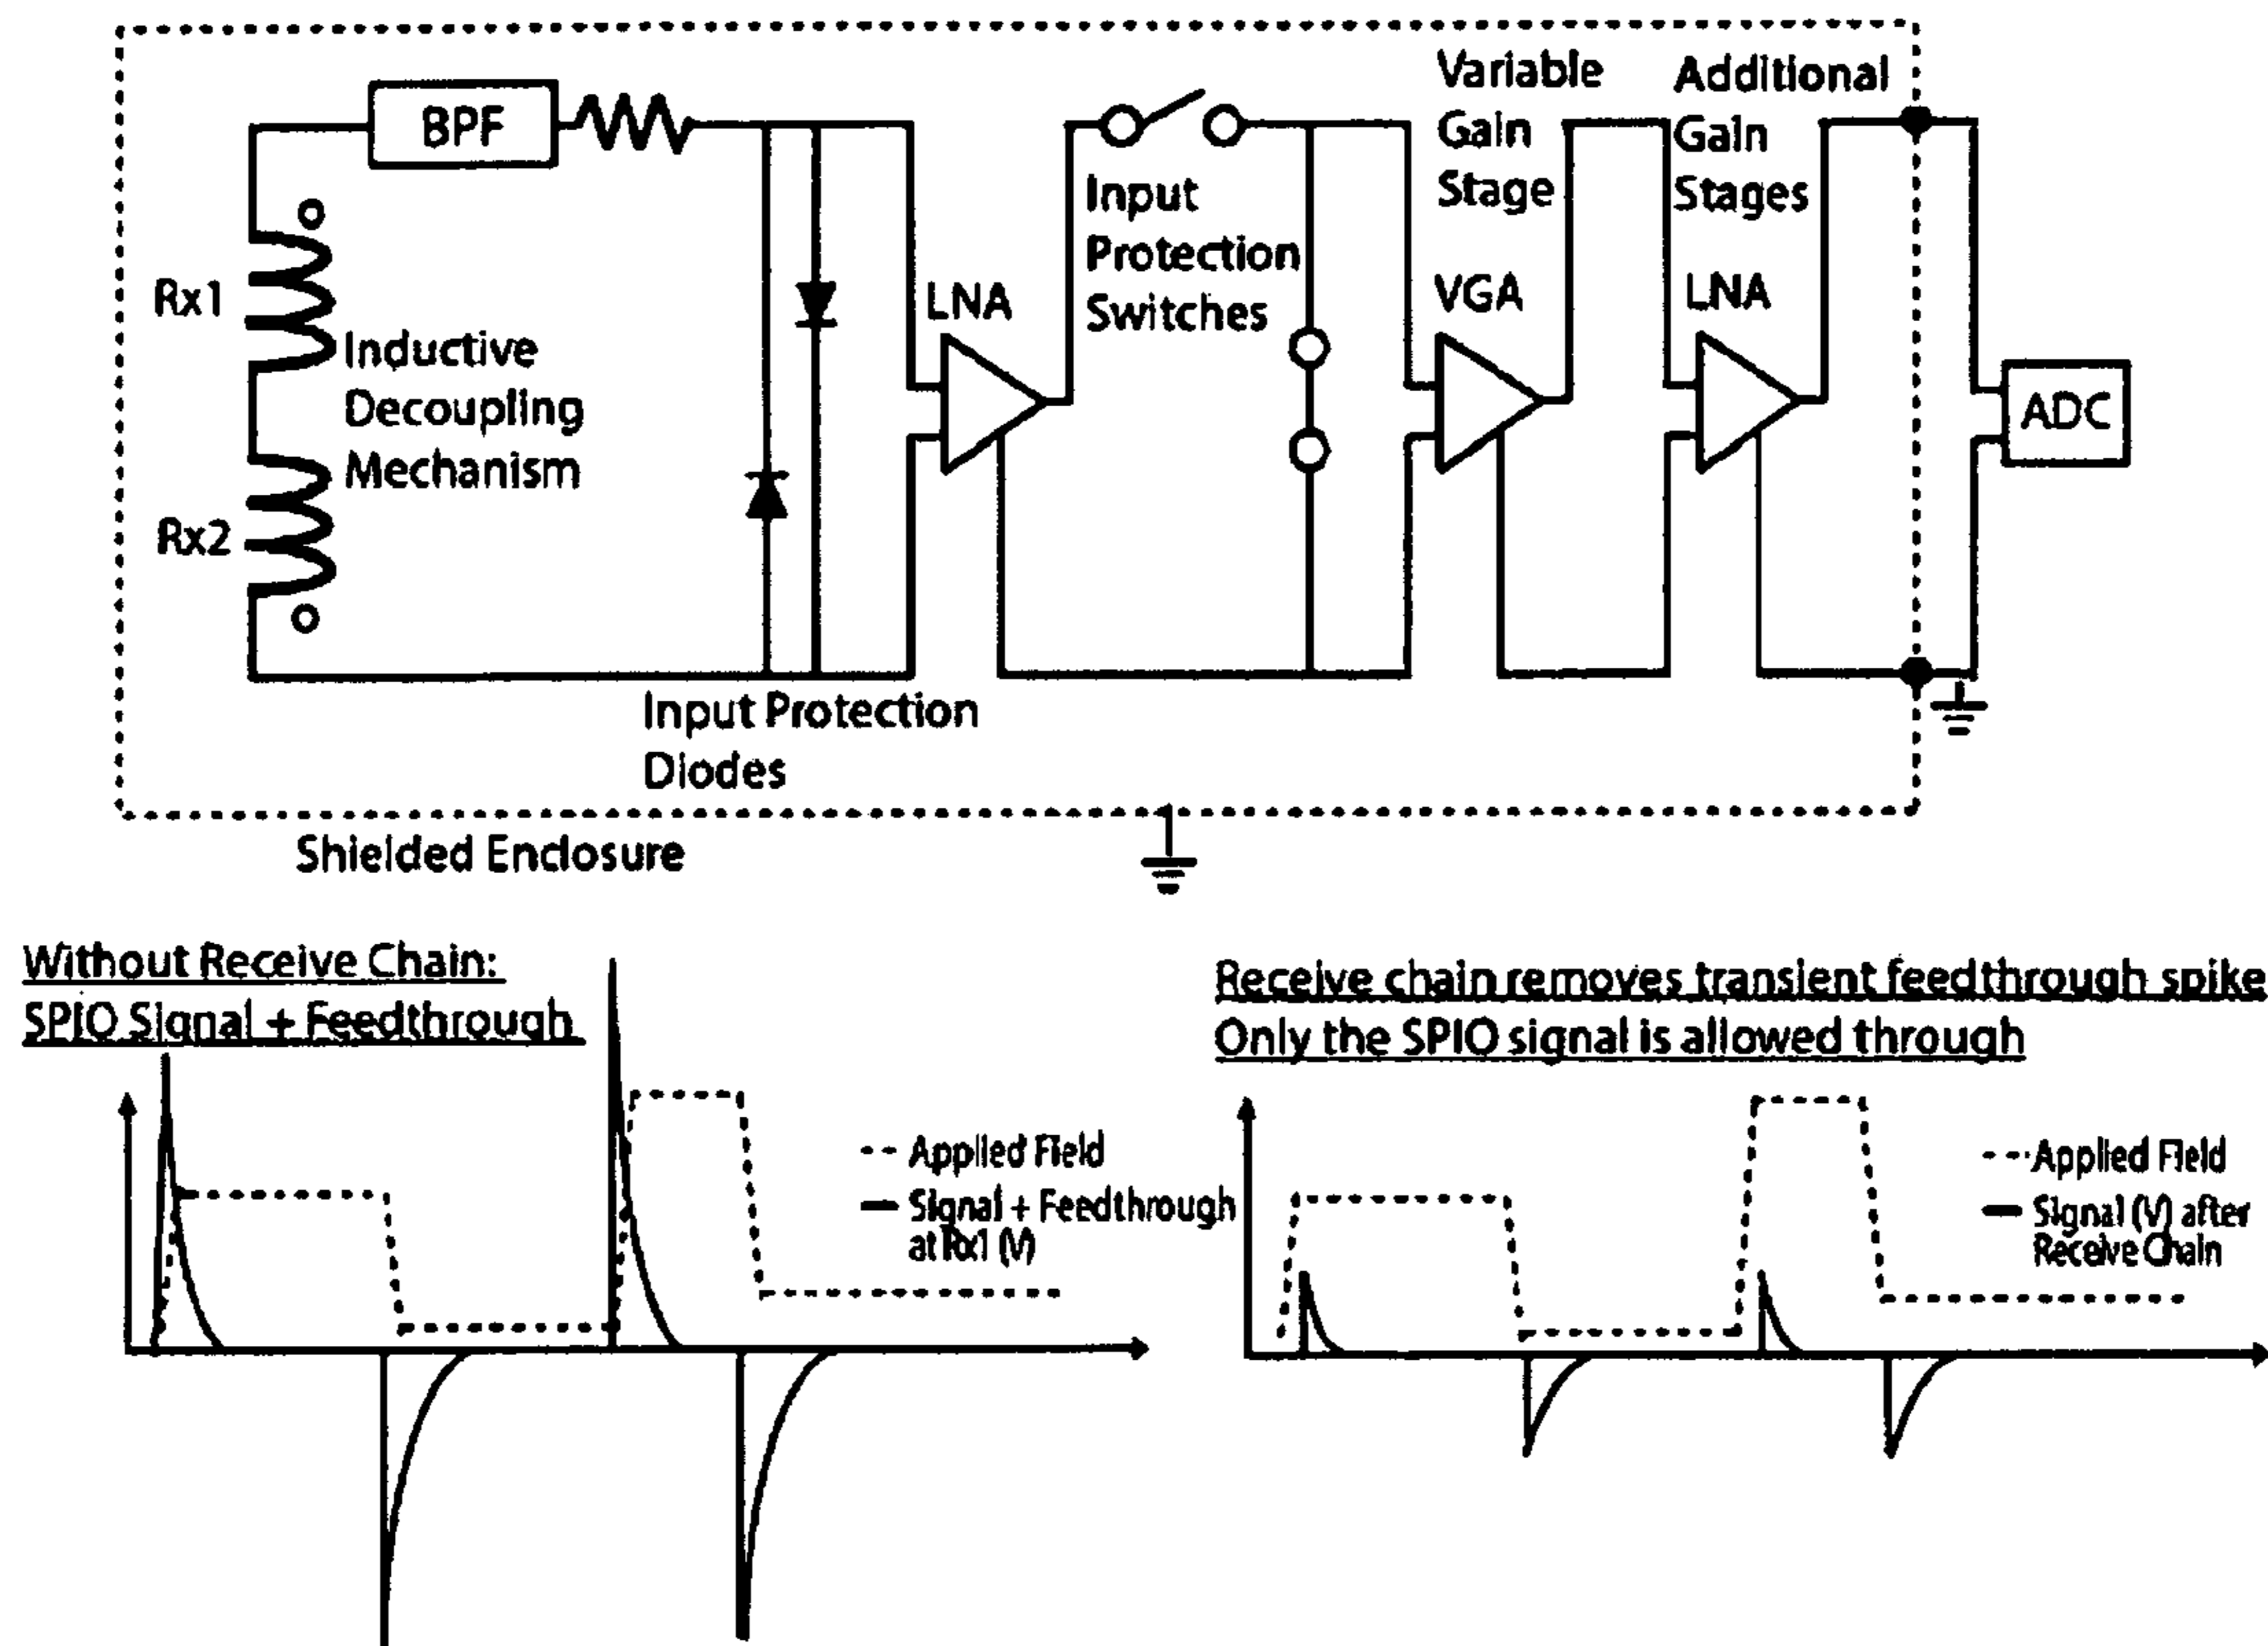 BPF
Variable
Gain
Stage
Additional
Gain
Stages
Rx1
Inductive
Decoupling
Mechanism
Rx2
LNA
Input
Protection
Switches
VGA
LNA
ADC
Input Protection
Diodes
Shielded Enclosure
Without Receive Chain:
SPIO Signal + Feedthrough
Applied Field
Signal + Feedthrough
at Rx1 (V)
Receive chain removes transient feedthrough spike
Only the SPIO signal is allowed through
Applied Field
Signal (V) after
Receive Chain